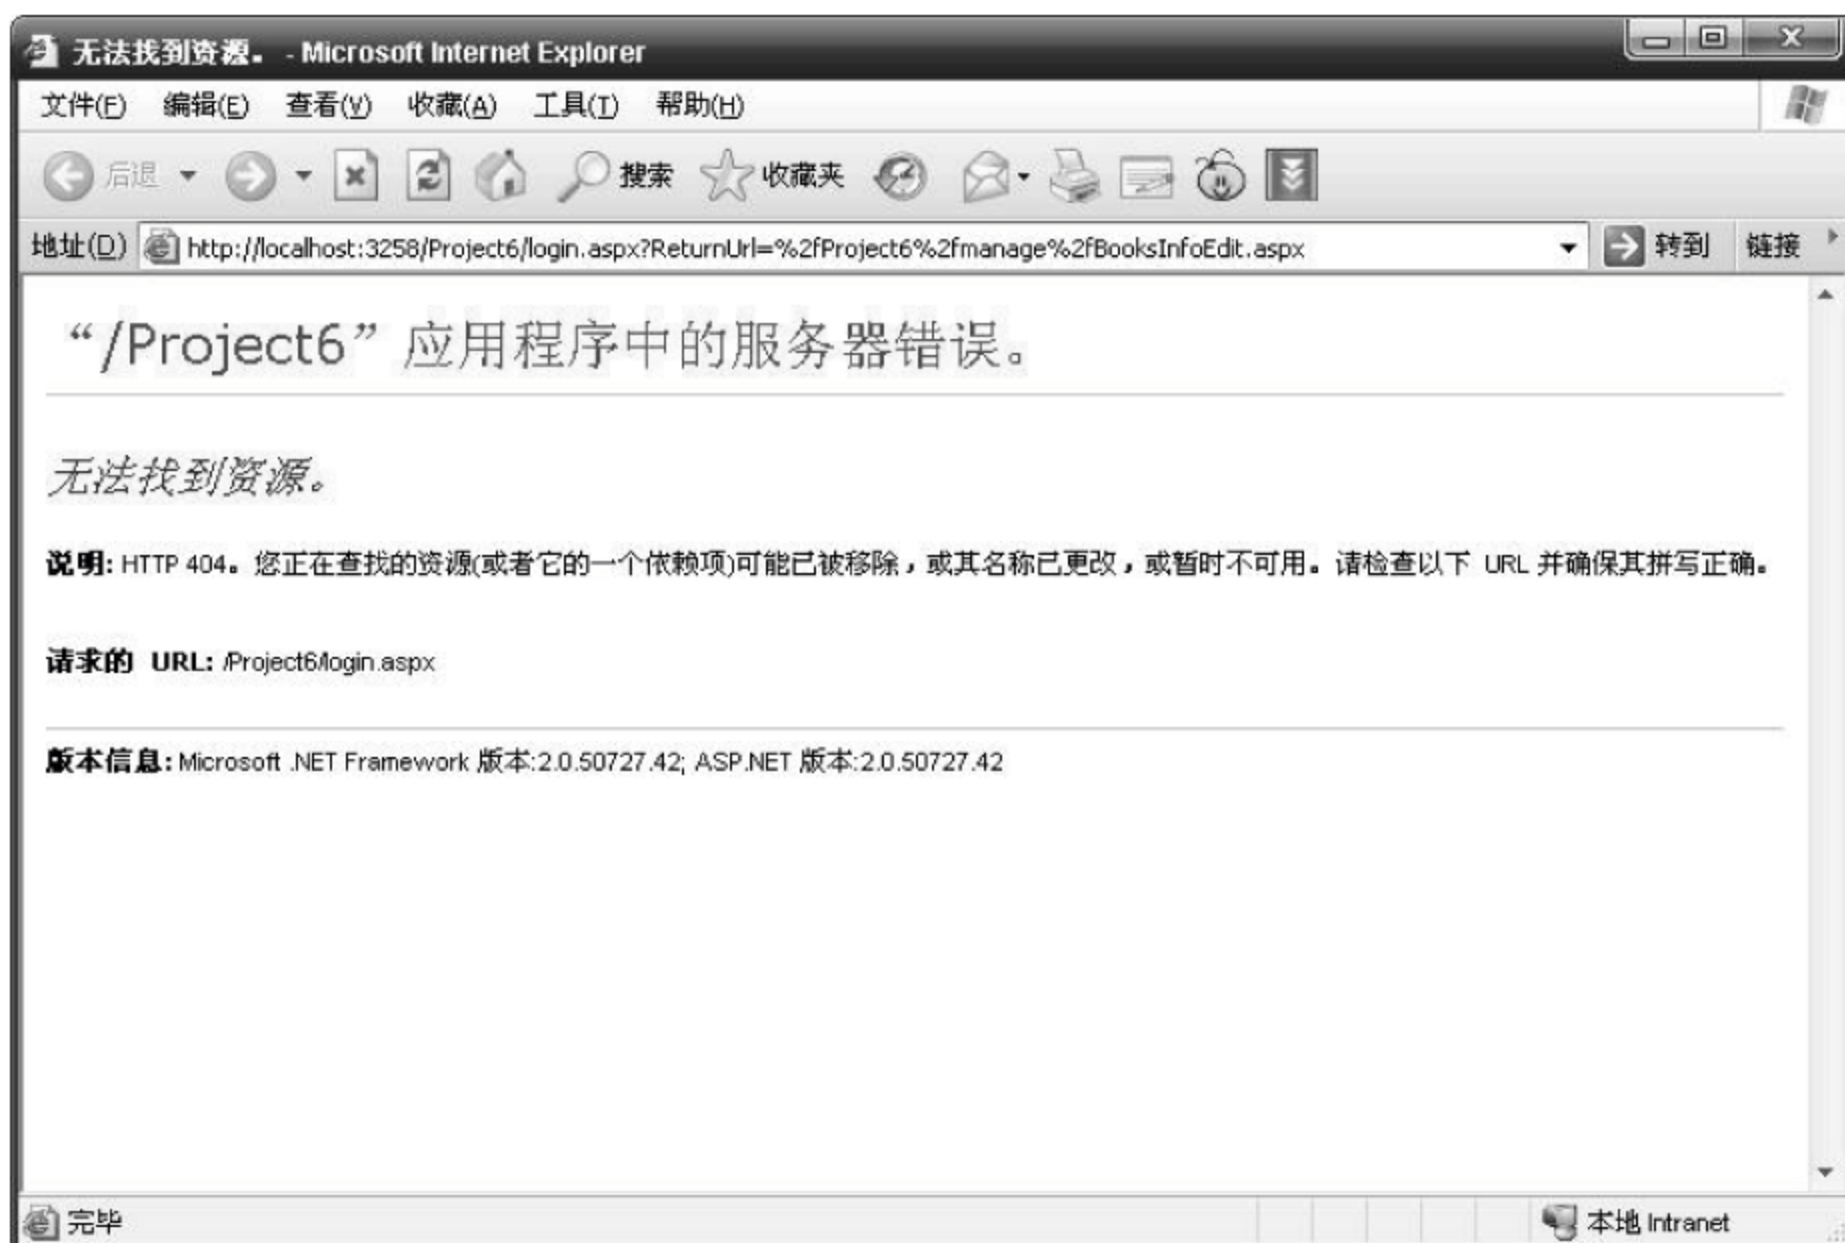 无法找到资源。 - Microsoft Internet Explorer
文件(F) 编辑(E) 查看(V) 收藏(A) 工具(T) 帮助(H)
后退 搜索 收藏夹
地址(D) http://localhost:3258/Project6/login.aspx?ReturnUrl=%2fProject6%2fmanage%2fBooksInfoEdit.aspx 转到 链接
“/Project6”应用程序中的服务器错误。
无法找到资源。
说明: HTTP 404。您正在查找的资源(或者它的一个依赖项)可能已被移除，或其名称已更改，或暂时不可用。请检查以下 URL 并确保其拼写正确。
请求的 URL: /Project6/login.aspx
版本信息: Microsoft .NET Framework 版本:2.0.50727.42; ASP.NET 版本:2.0.50727.42
完毕 本地 Intranet